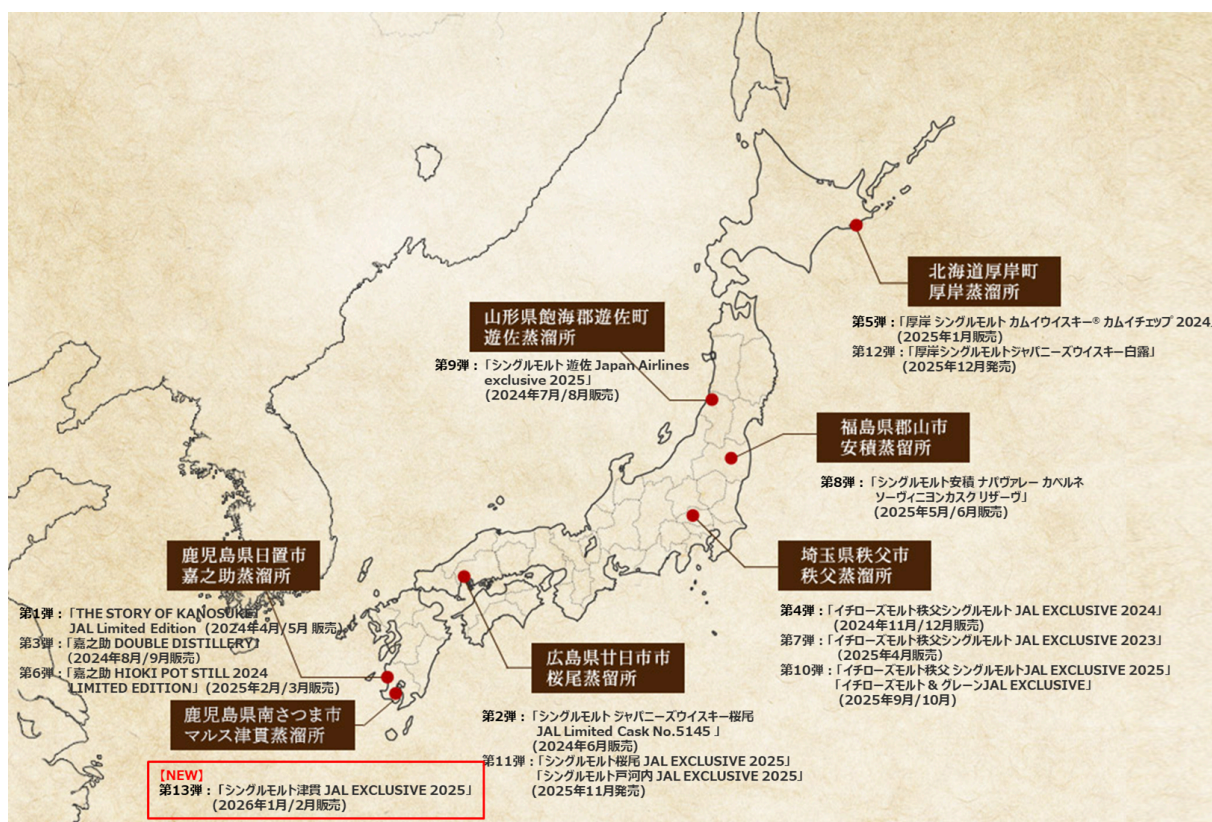 北海道厚岸町
厚岸蒸溜所
第5弾：「厚岸 シングルモルト カムイウイスキー® カムイチェップ 2024」
(2025年1月販売)
第12弾：「厚岸シングルモルトジャパニーズウイスキー白露」
(2025年12月発売)
山形県飽海郡遊佐町
遊佐蒸溜所
第9弾：「シングルモルト 遊佐 Japan Airlines
exclusive 2025」
(2024年7月/8月販売)
福島県郡山市
安積蒸留所
第8弾：「シングルモルト安積 ナパヴァレー カベルネ
ソーヴィニヨンカスク リザーヴ」
(2025年5月/6月販売)
埼玉県秩父市
秩父蒸溜所
第4弾：「イチローズモルト秩父シングルモルト JAL EXCLUSIVE 2024」
(2024年11月/12月販売)
第7弾：「イチローズモルト秩父シングルモルト JAL EXCLUSIVE 2023」
(2025年4月販売)
第10弾：「イチローズモルト秩父 シングルモルトJAL EXCLUSIVE 2025」
「イチローズモルト & グレーンJAL EXCLUSIVE」
(2025年9月/10月)
鹿児島県日置市
嘉之助蒸溜所
第1弾：「THE STORY OF KANOSUKE」
JAL Limited Edition (2024年4月/5月 販売)
第3弾：「嘉之助 DOUBLE DISTILLERY」
(2024年8月/9月販売)
第6弾：「嘉之助 HIOKI POT STILL 2024
LIMITED EDITION」(2025年2月/3月販売)
広島県廿日市市
桜尾蒸留所
第2弾：「シングルモルト ジャパニーズウイスキー桜尾
JAL Limited Cask No.5145 」
(2024年6月販売)
第11弾：「シングルモルト桜尾 JAL EXCLUSIVE 2025」
「シングルモルト戸河内 JAL EXCLUSIVE 2025」
(2025年11月発売)
鹿児島県南さつま市
マルス津貫蒸溜所
【NEW】
第13弾：「シングルモルト津貫 JAL EXCLUSIVE 2025」
(2026年1月/2月販売)